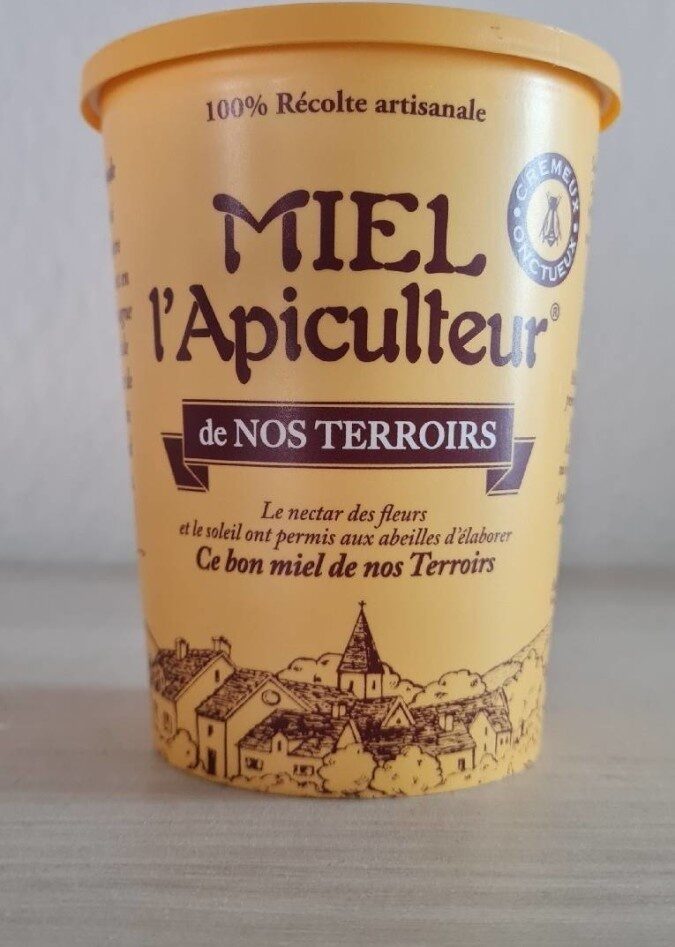 100% Récolte artisanale
MIEL
l'Apiculteur®
CRÉMEUX • ONCTUEUX •
de NOS TERROIRS
Le nectar des fleurs
et le soleil ont permis aux abeilles d'élaborer
Ce bon miel de nos Terroirs